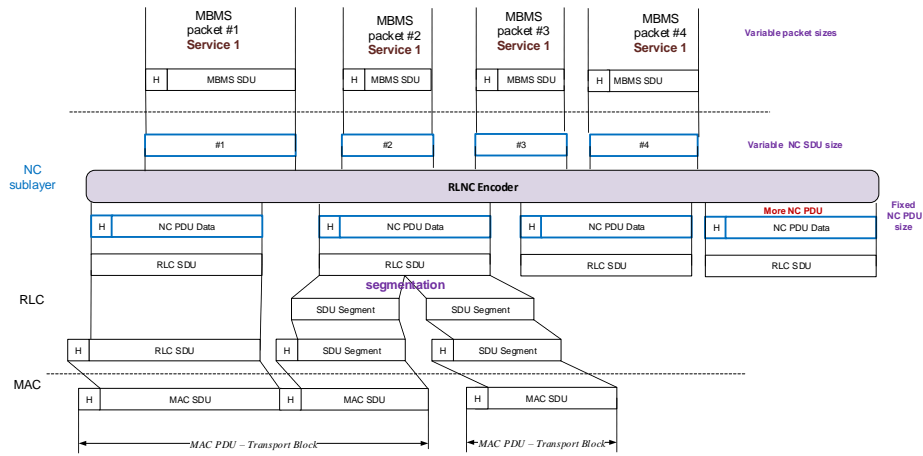 MBMS
packet #1
Service 1
MBMS
packet #2
Service 1
MBMS
packet #3
Service 1
MBMS
packet #4
Service 1
Variable packet sizes
H MBMS SDU
H MBMS SDU
H MBMS SDU
H MBMS SDU
#1
#2
#3
#4
Variable NC SDU size
NC
sublayer
RLNC Encoder
More NC PDU
Fixed
NC PDU
size
H NC PDU Data
H NC PDU Data
H NC PDU Data
H NC PDU Data
RLC SDU
RLC SDU
RLC SDU
RLC SDU
segmentation
RLC
SDU Segment
SDU Segment
H RLC SDU
H SDU Segment
H SDU Segment
MAC
H MAC SDU
H MAC SDU
H MAC SDU
MAC PDU – Transport Block
MAC PDU – Transport Block